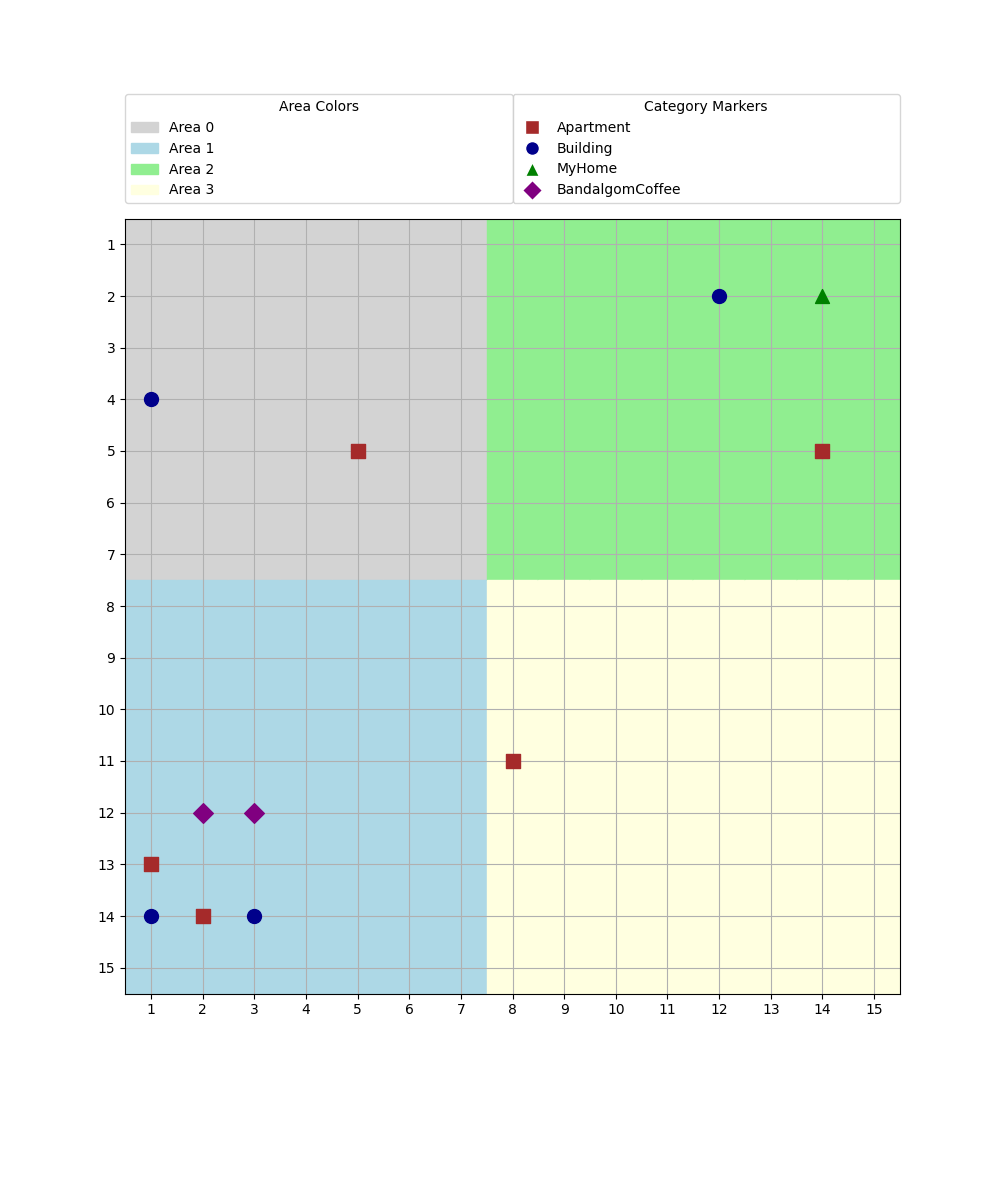 Area Colors
Area 0
Area 1
Area 2
Area 3
Category Markers
Apartment
Building
MyHome
BandalgomCoffee
1
2
3
4
5
6
7
8
9
10
11
12
13
14
15
1 2 3 4 5 6 7 8 9 10 11 12 13 14 15